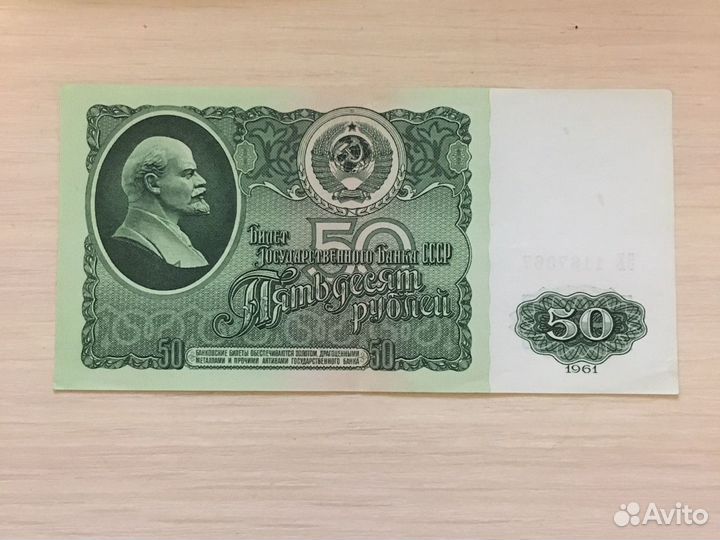 Билет
Государственного Банка СССР
50
Пятьдесят
рублей
50
БАНКОВСКИЕ БИЛЕТЫ ОБЕСПЕЧИВАЮТСЯ ЗОЛОТОМ, ДРАГОЦЕННЫМИ
МЕТАЛЛАМИ И ПРОЧИМИ АКТИВАМИ ГОСУДАРСТВЕННОГО БАНКА
50
50
1961
Avito